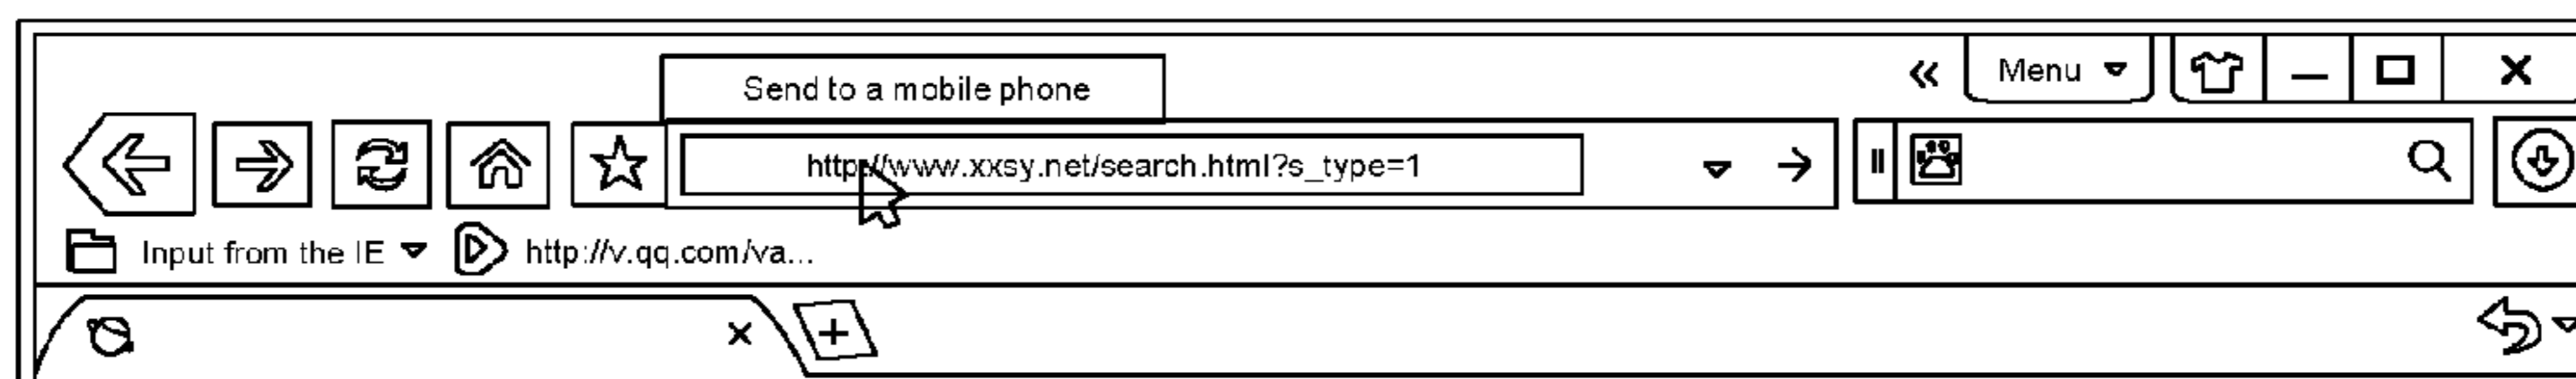 Send to a mobile phone
Menu
http://www.xxsy.net/search.html?s_type=1
Input from the IE
http://v.qq.com/va...